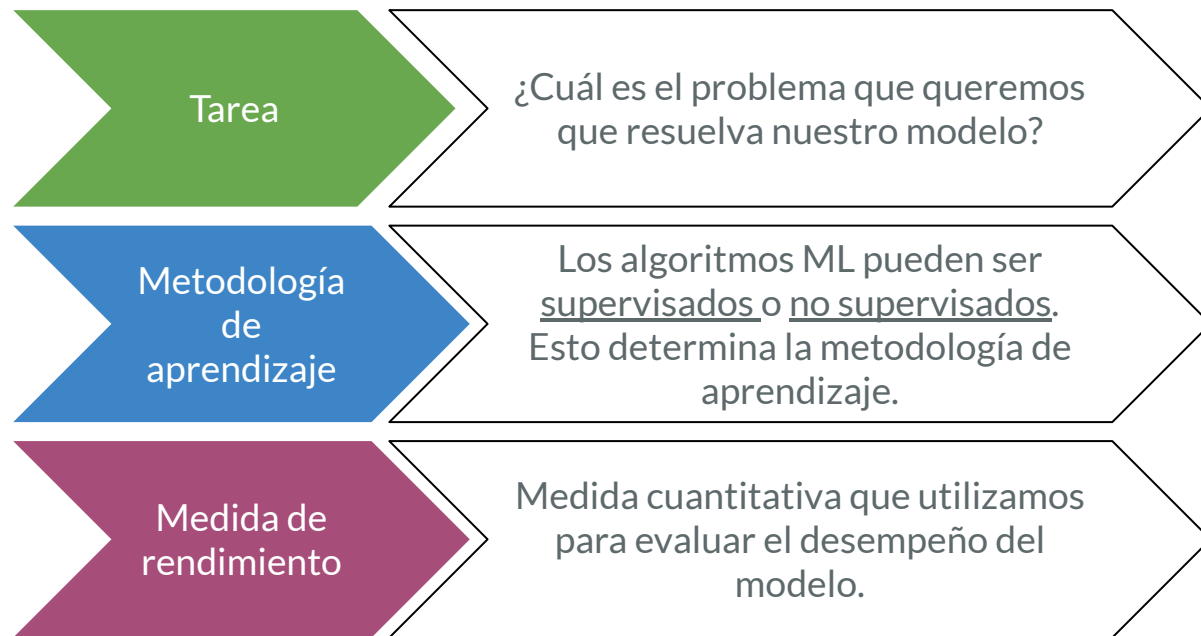 Tarea
¿Cuál es el problema que queremos
que resuelva nuestro modelo?
Metodología
de
aprendizaje
Los algoritmos ML pueden ser
supervisados o no supervisados.
Esto determina la metodología de
aprendizaje.
Medida de
rendimiento
Medida cuantitativa que utilizamos
para evaluar el desempeño del
modelo.